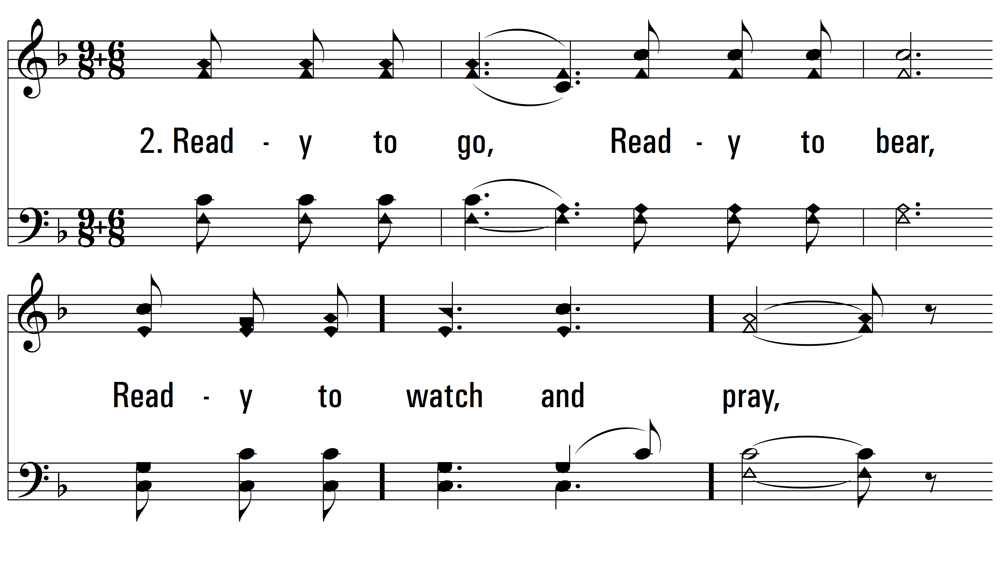 2. Read - y to go, Read - y to bear,
Read - y to watch and pray,